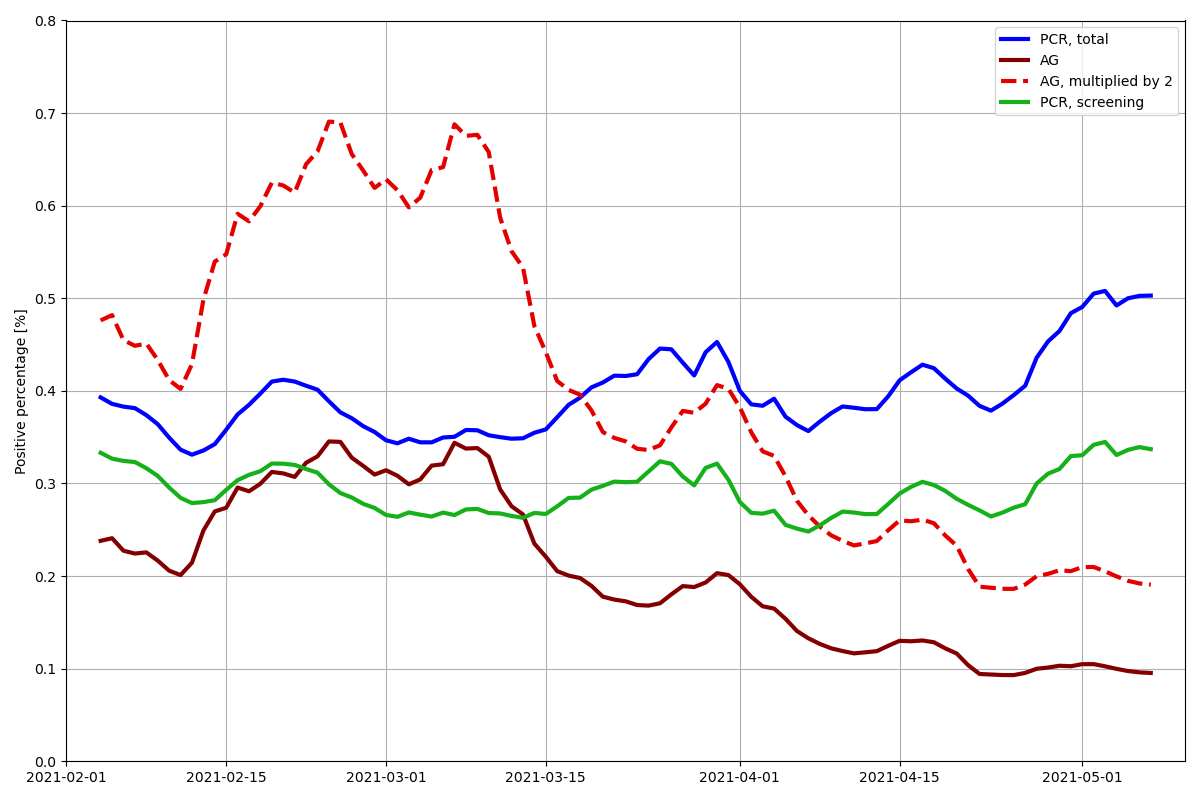 0.8
0.7
0.6
0.5
0.4
0.3
0.2
0.1
0.0
Positive percentage [%]
PCR, total
AG
AG, multiplied by 2
PCR, screening
2021-02-01 2021-02-15 2021-03-01 2021-03-15 2021-04-01 2021-04-15 2021-05-01